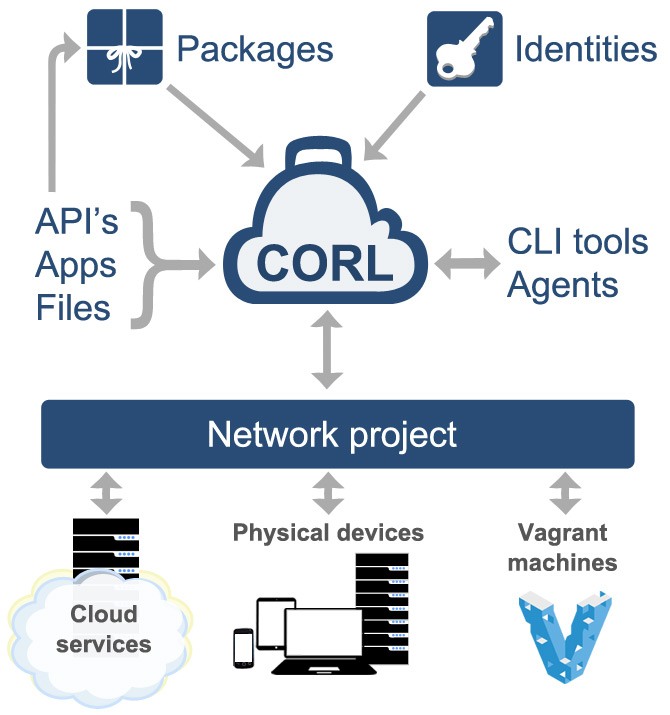 Packages
Identities
API's
Apps
Files
CORL
CLI tools
Agents
Network project
Cloud
services
Physical devices
Vagrant
machines